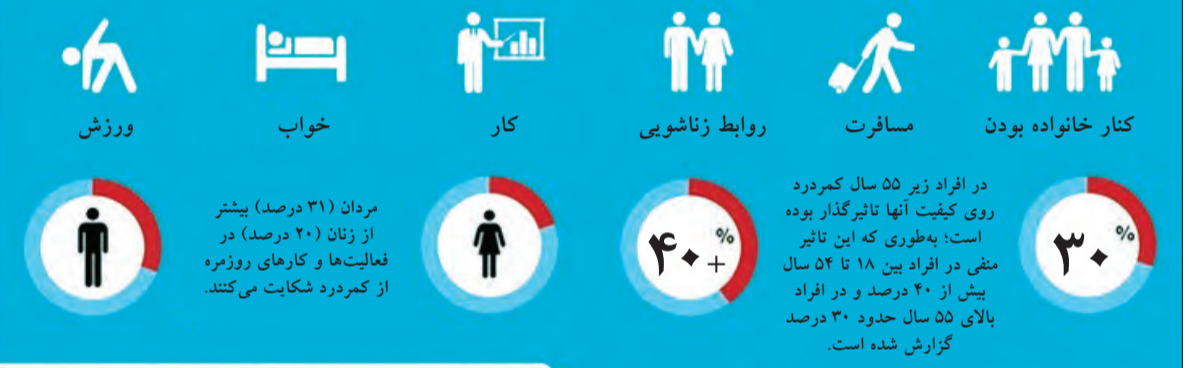 کنار خانواده بودن
مسافرت
روابط زناشویی
کار
خواب
ورزش
۳۰%
در افراد زیر ۵۵ سال کمردرد
روی کیفیت آنها تاثیرگذار بوده
است؛ به‌طوری که این تاثیر
منفی در افراد بین ۱۸ تا ۵۴ سال
بیش از ۴۰ درصد و در افراد
بالای ۵۵ سال حدود ۳۰ درصد
گزارش شده است.
+۴۰%
مردان (۳۱ درصد) بیشتر
از زنان (۲۰ درصد) در
فعالیت‌ها و کارهای روزمره
از کمردرد شکایت می‌کنند.